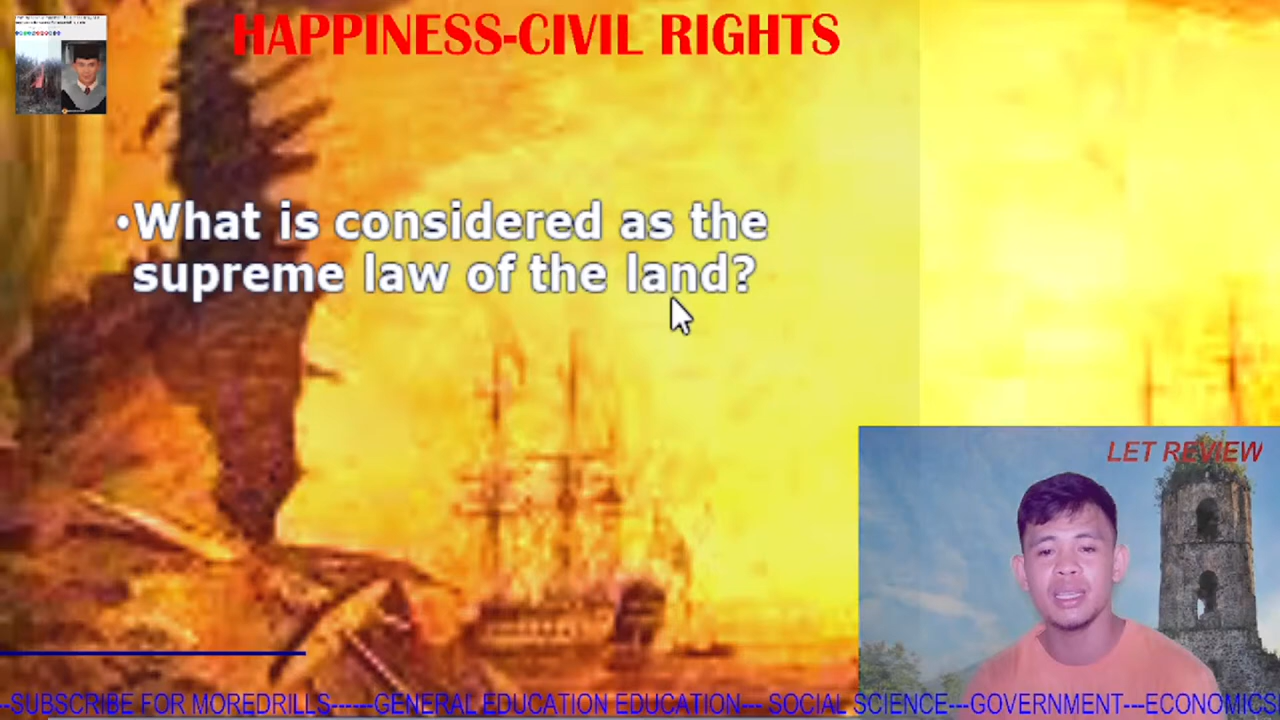 HAPPINESS-CIVIL RIGHTS
•What is considered as the
supreme law of the land?
LET REVIEW
--SUBSCRIBE FOR MOREDRILLS------GENERAL EDUCATION EDUCATION--- SOCIAL SCIENCE---GOVERNMENT---ECONOMICS